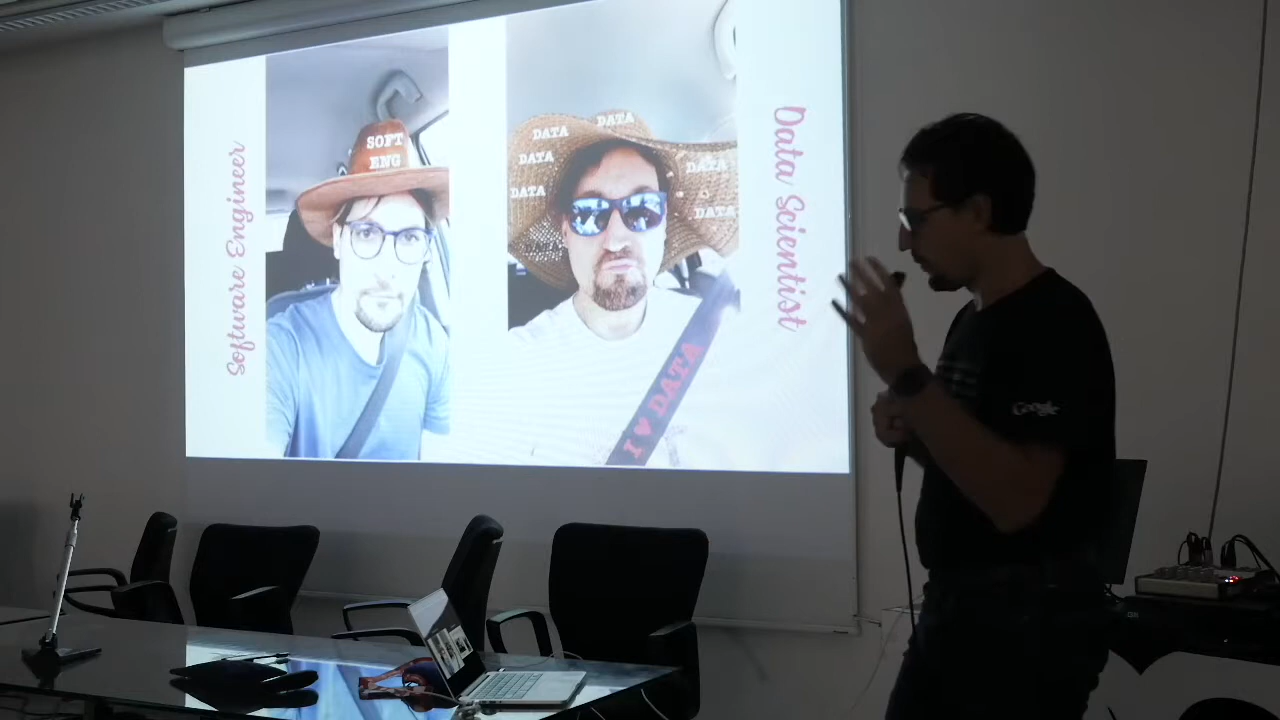 Software Engineer
SOFT
ENG
DATA
DATA
DATA
DATA
DATA
DATA
I ♥ DATA
Data Scientist
Google